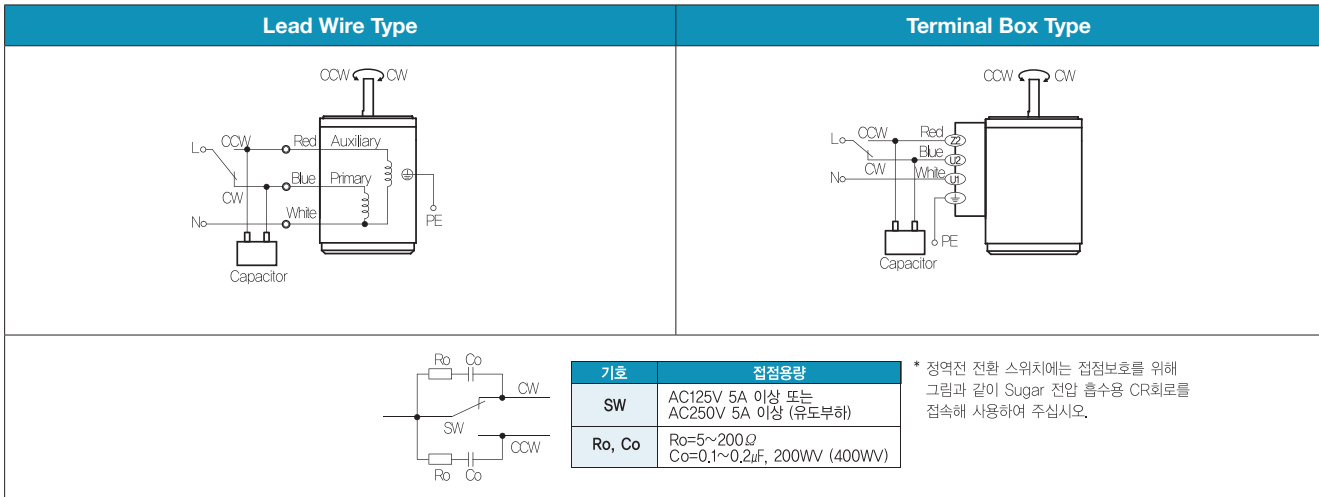 Lead Wire Type
Terminal Box Type
CCW CW
L CCW Red Auxiliary
Blue Primary
CW
White
N
PE
Capacitor
CCW CW
L CCW Red Z2
Blue U2
CW
White
N U1
PE
Capacitor
Ro Co
CW
SW
CCW
Ro Co
기호 접점용량
SW AC125V 5A 이상 또는
AC250V 5A 이상 (유도부하)
Ro, Co Ro=5~200Ω
Co=0.1~0.2μF, 200WV (400WV)
* 정역전 전환 스위치에는 접점보호를 위해
그림과 같이 Sugar 전압 흡수용 CR회로를
접속해 사용하여 주십시오.